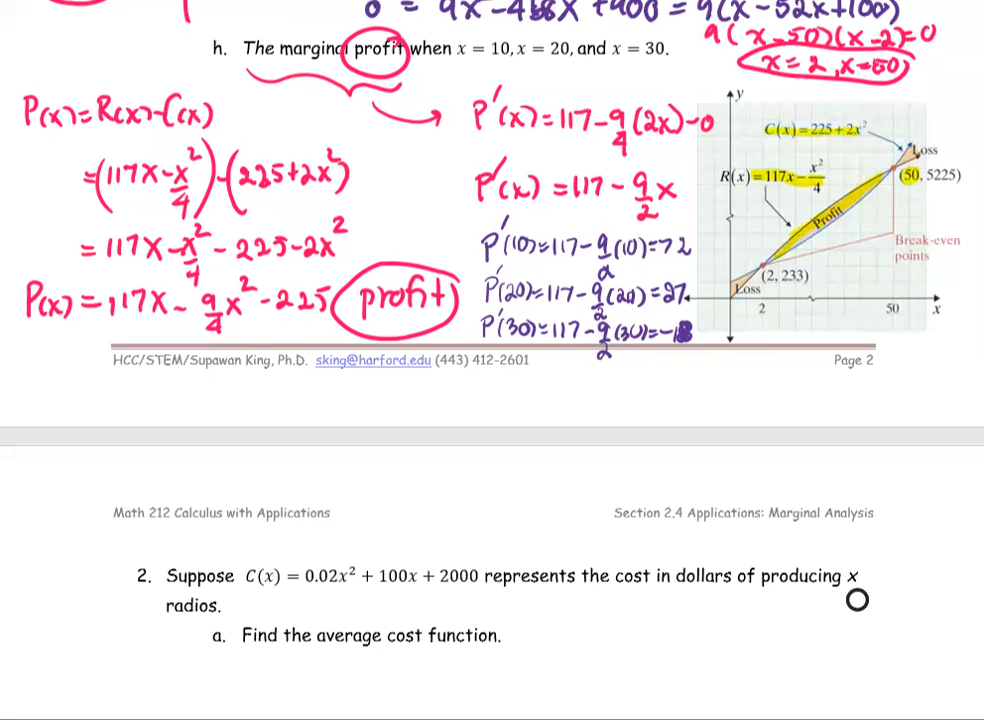 0 = 9x²-468x+900 = 9(x²-52x+100)
9(x-50)(x-2)=0
h. The marginal profit when x = 10, x = 20, and x = 30.
x=2, x=50
P(x)=R(x)-C(x)
=(117x-x²/4)-(225+2x²)
=117x-x²/4-225-2x²
P(x)=117x-9/4x²-225 (profit)
P'(x)=117-9/4(2x)-0
P'(x)=117-9/2x
P'(10)=117-9/2(10)=72
P'(20)=117-9/2(20)=27
P'(30)=117-9/2(30)=-18
y
C(x)=225+2x²
Loss
R(x)=117x-x²/4
(50, 5225)
Profit
Break-even
points
(2, 233)
Loss
2 50 x
HCC/STEM/Supawan King, Ph.D. sking@harford.edu (443) 412-2601 Page 2
Math 212 Calculus with Applications Section 2.4 Applications: Marginal Analysis
2. Suppose C(x) = 0.02x² + 100x + 2000 represents the cost in dollars of producing x
radios.
a. Find the average cost function.